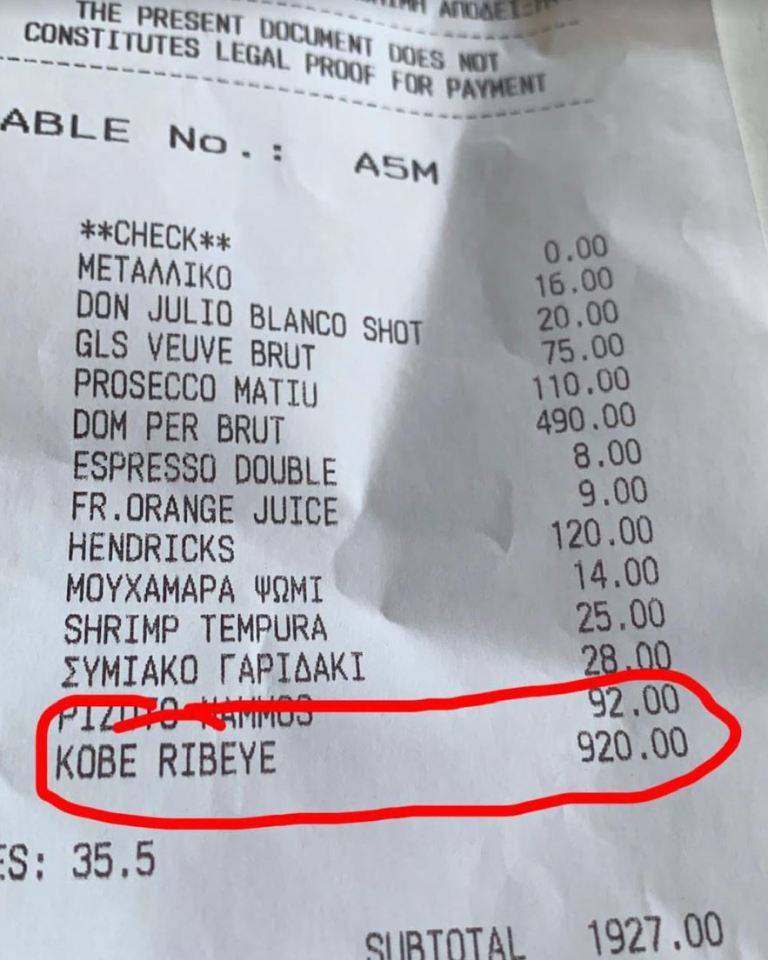 ΑΠΟΔΕΙ
THE PRESENT DOCUMENT DOES NOT
CONSTITUTES LEGAL PROOF FOR PAYMENT
ABLE No.: A5M
**CHECK** 0.00
ΜΕΤΑΛΛΙΚΟ 16.00
DON JULIO BLANCO SHOT 20.00
GLS VEUVE BRUT 75.00
PROSECCO MATIU 110.00
DOM PER BRUT 490.00
ESPRESSO DOUBLE 8.00
FR.ORANGE JUICE 9.00
HENDRICKS 120.00
ΜΟΥΧΑΜΑΡΑ ΨΩΜΙ 14.00
SHRIMP TEMPURA 25.00
ΣΥΜΙΑΚΟ ΓΑΡΙΔΑΚΙ 28.00
ΡΙΖΟΤΟ NAMMOS 92.00
KOBE RIBEYE 920.00
ES: 35.5
SUBTOTAL 1927.00